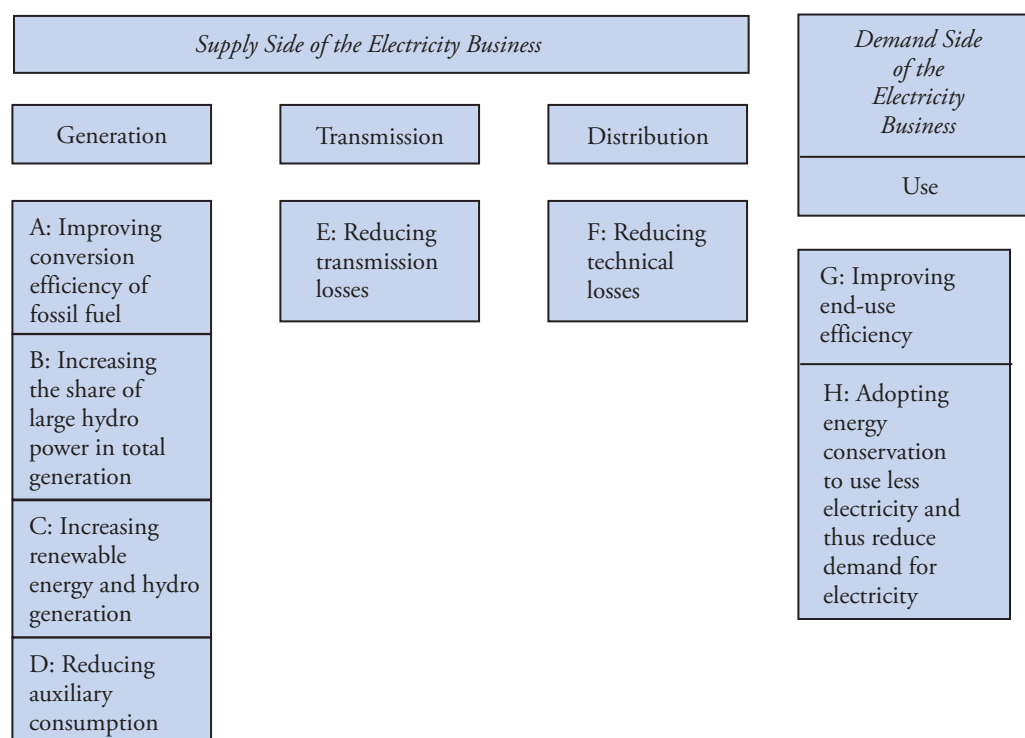 Supply Side of the Electricity Business
Demand Side
of the
Electricity
Business
Use
Generation
Transmission
Distribution
A: Improving
conversion
efficiency of
fossil fuel
B: Increasing
the share of
large hydro
power in total
generation
C: Increasing
renewable
energy and hydro
generation
D: Reducing
auxiliary
consumption
E: Reducing
transmission
losses
F: Reducing
technical
losses
G: Improving
end-use
efficiency
H: Adopting
energy
conservation
to use less
electricity and
thus reduce
demand for
electricity